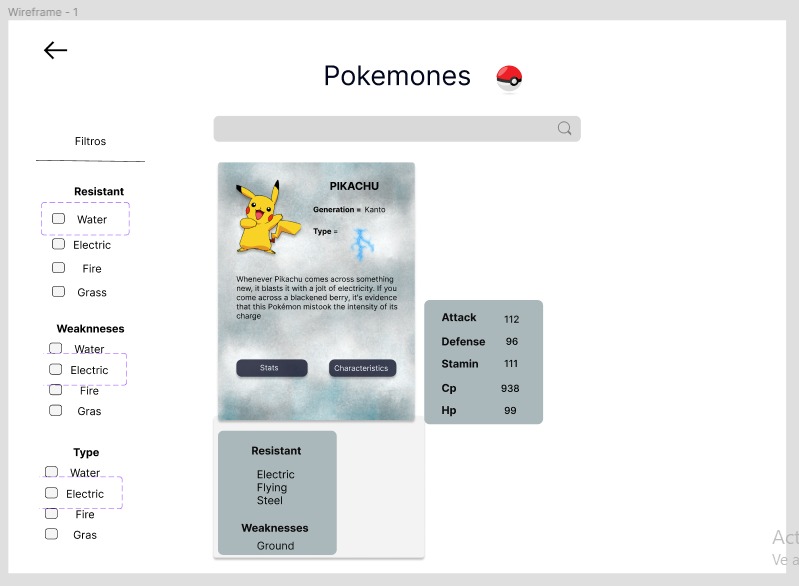 Wireframe - 1
Pokemones
Filtros
Resistant
Water
Electric
Fire
Grass
Weaknneses
Water
Electric
Fire
Gras
Type
Water
Electric
Fire
Gras
PIKACHU
Generation = Kanto
Type =
Whenever Pikachu comes across something
new, it blasts it with a jolt of electricity. If you
come across a blackened berry, it's evidence
that this Pokémon mistook the intensity of its
charge
Stats
Characteristics
Attack 112
Defense 96
Stamin 111
Cp 938
Hp 99
Resistant
Electric
Flying
Steel
Weaknesses
Ground
Act
Ve a